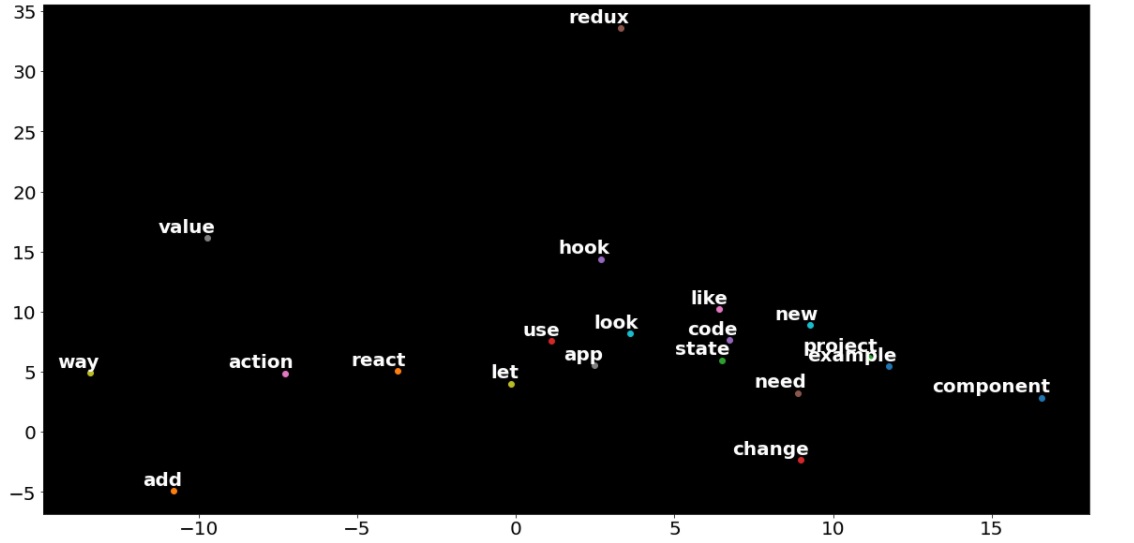 35
redux
30
25
20
value
15
hook
like
10
new
look
code
use
project
state
app
example
react
way
action
5
let
need
component
0
change
add
−5
−10
−5
0
5
10
15